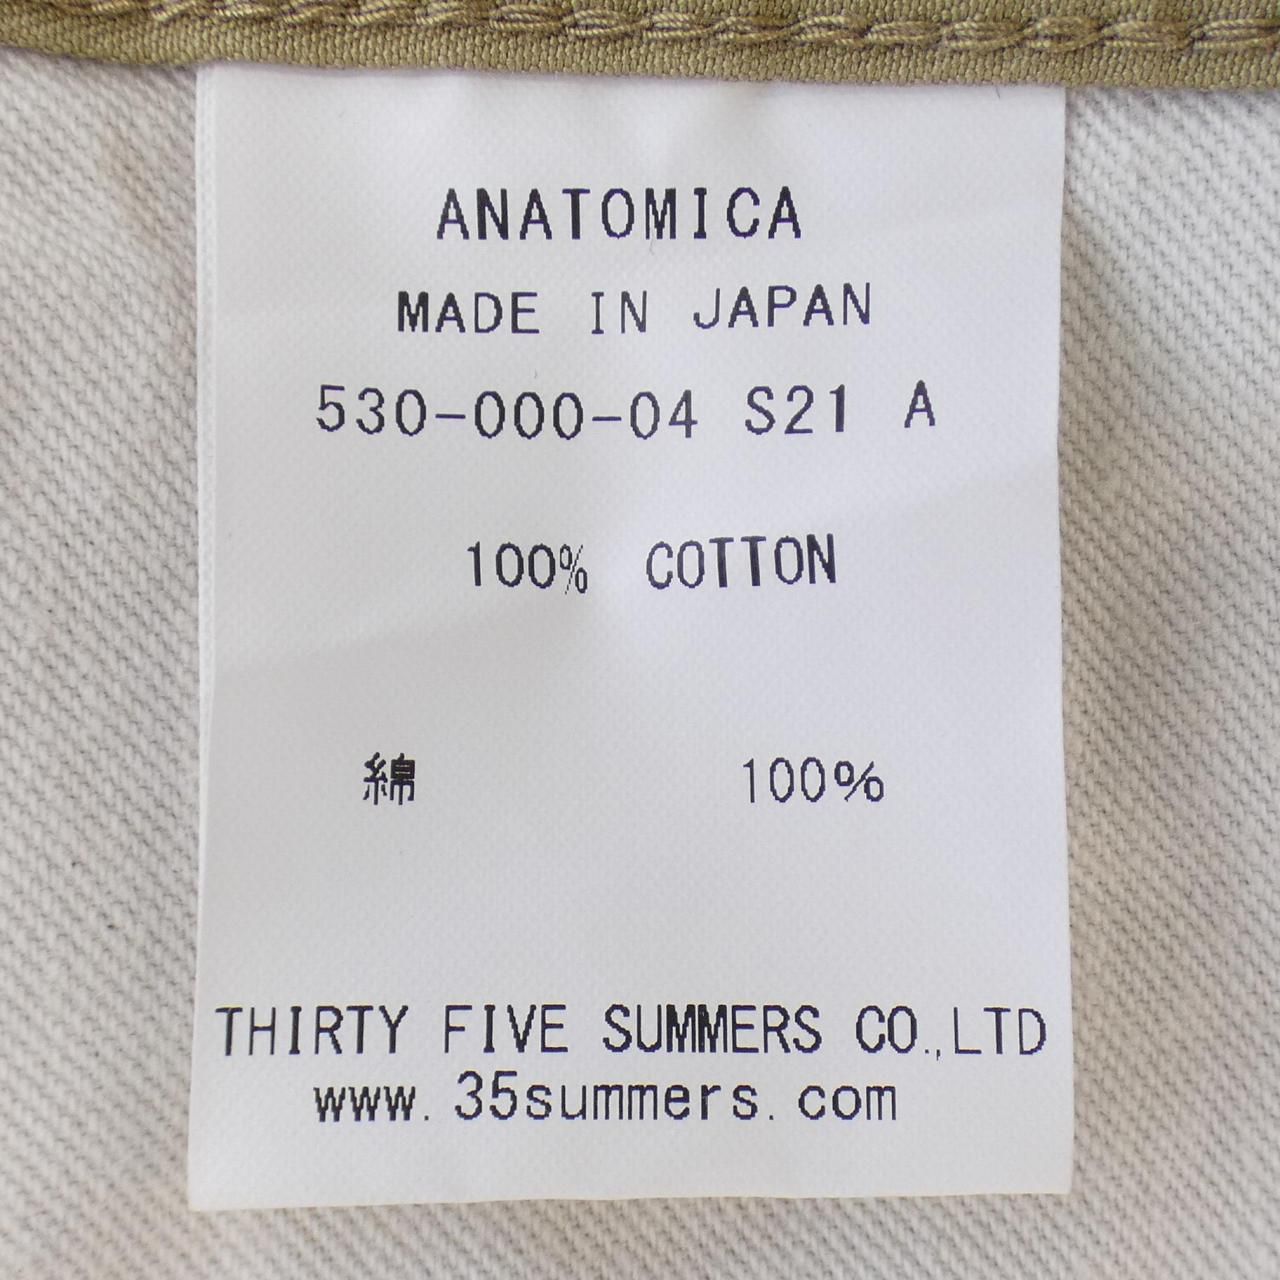 ANATOMICA
MADE IN JAPAN
530-000-04 S21 A
100% COTTON
綿 100%
THIRTY FIVE SUMMERS CO.,LTD
www.35summers.com